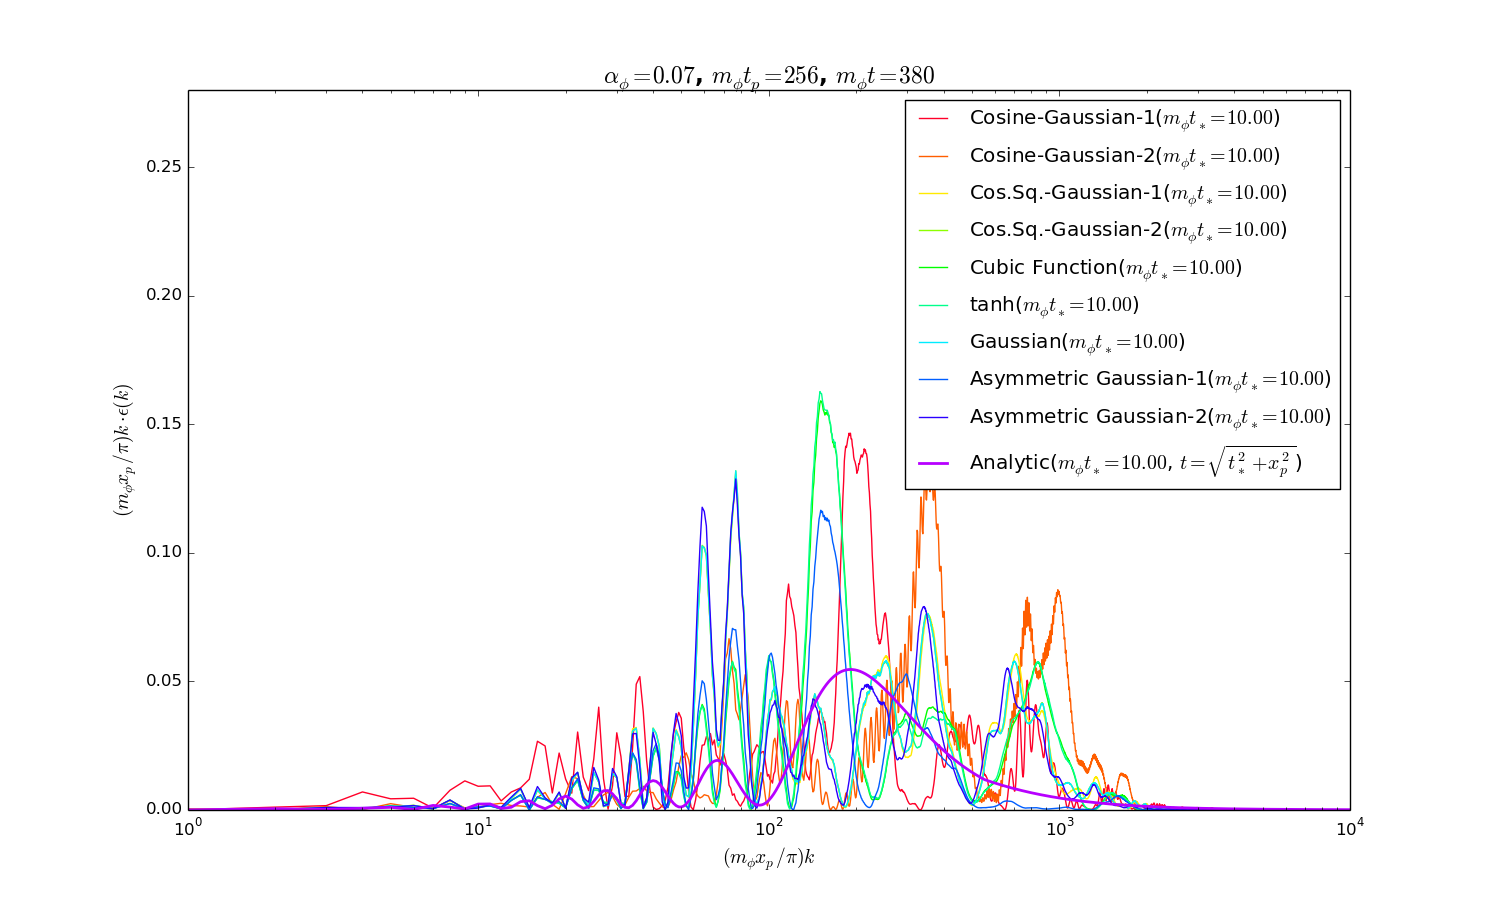 α_ϕ=0.07, m_ϕt_p=256, m_ϕt=380
0.25
0.20
0.15
0.10
0.05
0.00
(m_ϕx_p/π)k·ϵ(k)
Cosine-Gaussian-1(m_ϕt_*=10.00)
Cosine-Gaussian-2(m_ϕt_*=10.00)
Cos.Sq.-Gaussian-1(m_ϕt_*=10.00)
Cos.Sq.-Gaussian-2(m_ϕt_*=10.00)
Cubic Function(m_ϕt_*=10.00)
tanh(m_ϕt_*=10.00)
Gaussian(m_ϕt_*=10.00)
Asymmetric Gaussian-1(m_ϕt_*=10.00)
Asymmetric Gaussian-2(m_ϕt_*=10.00)
Analytic(m_ϕt_*=10.00, t=√(t_*^2+x_p^2))
10^0 10^1 10^2 10^3 10^4
(m_ϕx_p/π)k